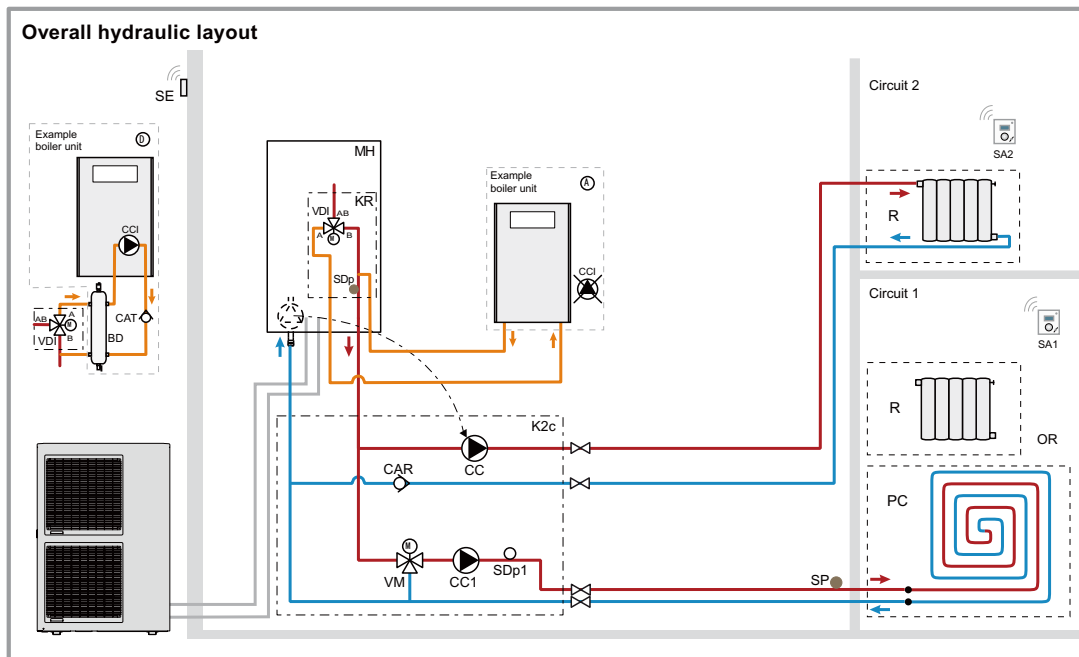 Overall hydraulic layout
SE
Example
boiler unit
D
CCI
CAT
BD
AB
A
M
B
VDI
MH
KR
VDI
AB
A
M
B
SDp
Example
boiler unit
A
CCI
K2c
CC
CAR
M
VM
CC1
SDp1
SP
Circuit 2
SA2
R
Circuit 1
SA1
R
OR
PC